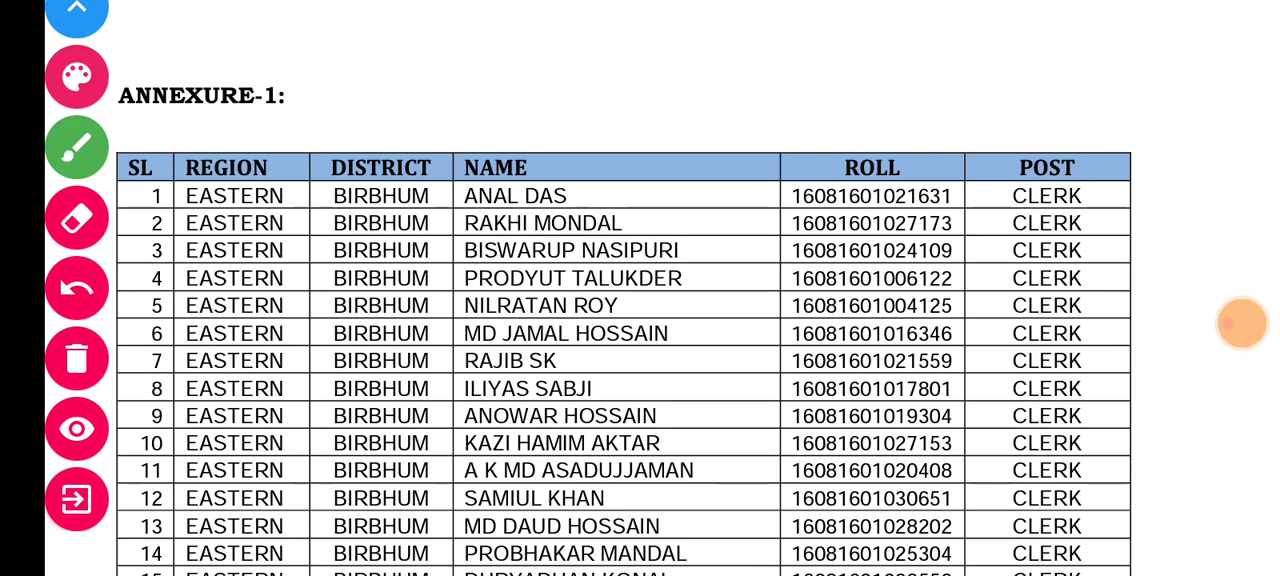 ANNEXURE-1:
SL REGION DISTRICT NAME ROLL POST
1 EASTERN BIRBHUM ANAL DAS 16081601021631 CLERK
2 EASTERN BIRBHUM RAKHI MONDAL 16081601027173 CLERK
3 EASTERN BIRBHUM BISWARUP NASIPURI 16081601024109 CLERK
4 EASTERN BIRBHUM PRODYUT TALUKDER 16081601006122 CLERK
5 EASTERN BIRBHUM NILRATAN ROY 16081601004125 CLERK
6 EASTERN BIRBHUM MD JAMAL HOSSAIN 16081601016346 CLERK
7 EASTERN BIRBHUM RAJIB SK 16081601021559 CLERK
8 EASTERN BIRBHUM ILIYAS SABJI 16081601017801 CLERK
9 EASTERN BIRBHUM ANOWAR HOSSAIN 16081601019304 CLERK
10 EASTERN BIRBHUM KAZI HAMIM AKTAR 16081601027153 CLERK
11 EASTERN BIRBHUM A K MD ASADUJJAMAN 16081601020408 CLERK
12 EASTERN BIRBHUM SAMIUL KHAN 16081601030651 CLERK
13 EASTERN BIRBHUM MD DAUD HOSSAIN 16081601028202 CLERK
14 EASTERN BIRBHUM PROBHAKAR MANDAL 16081601025304 CLERK
15 EASTERN BIRBHUM CLERK